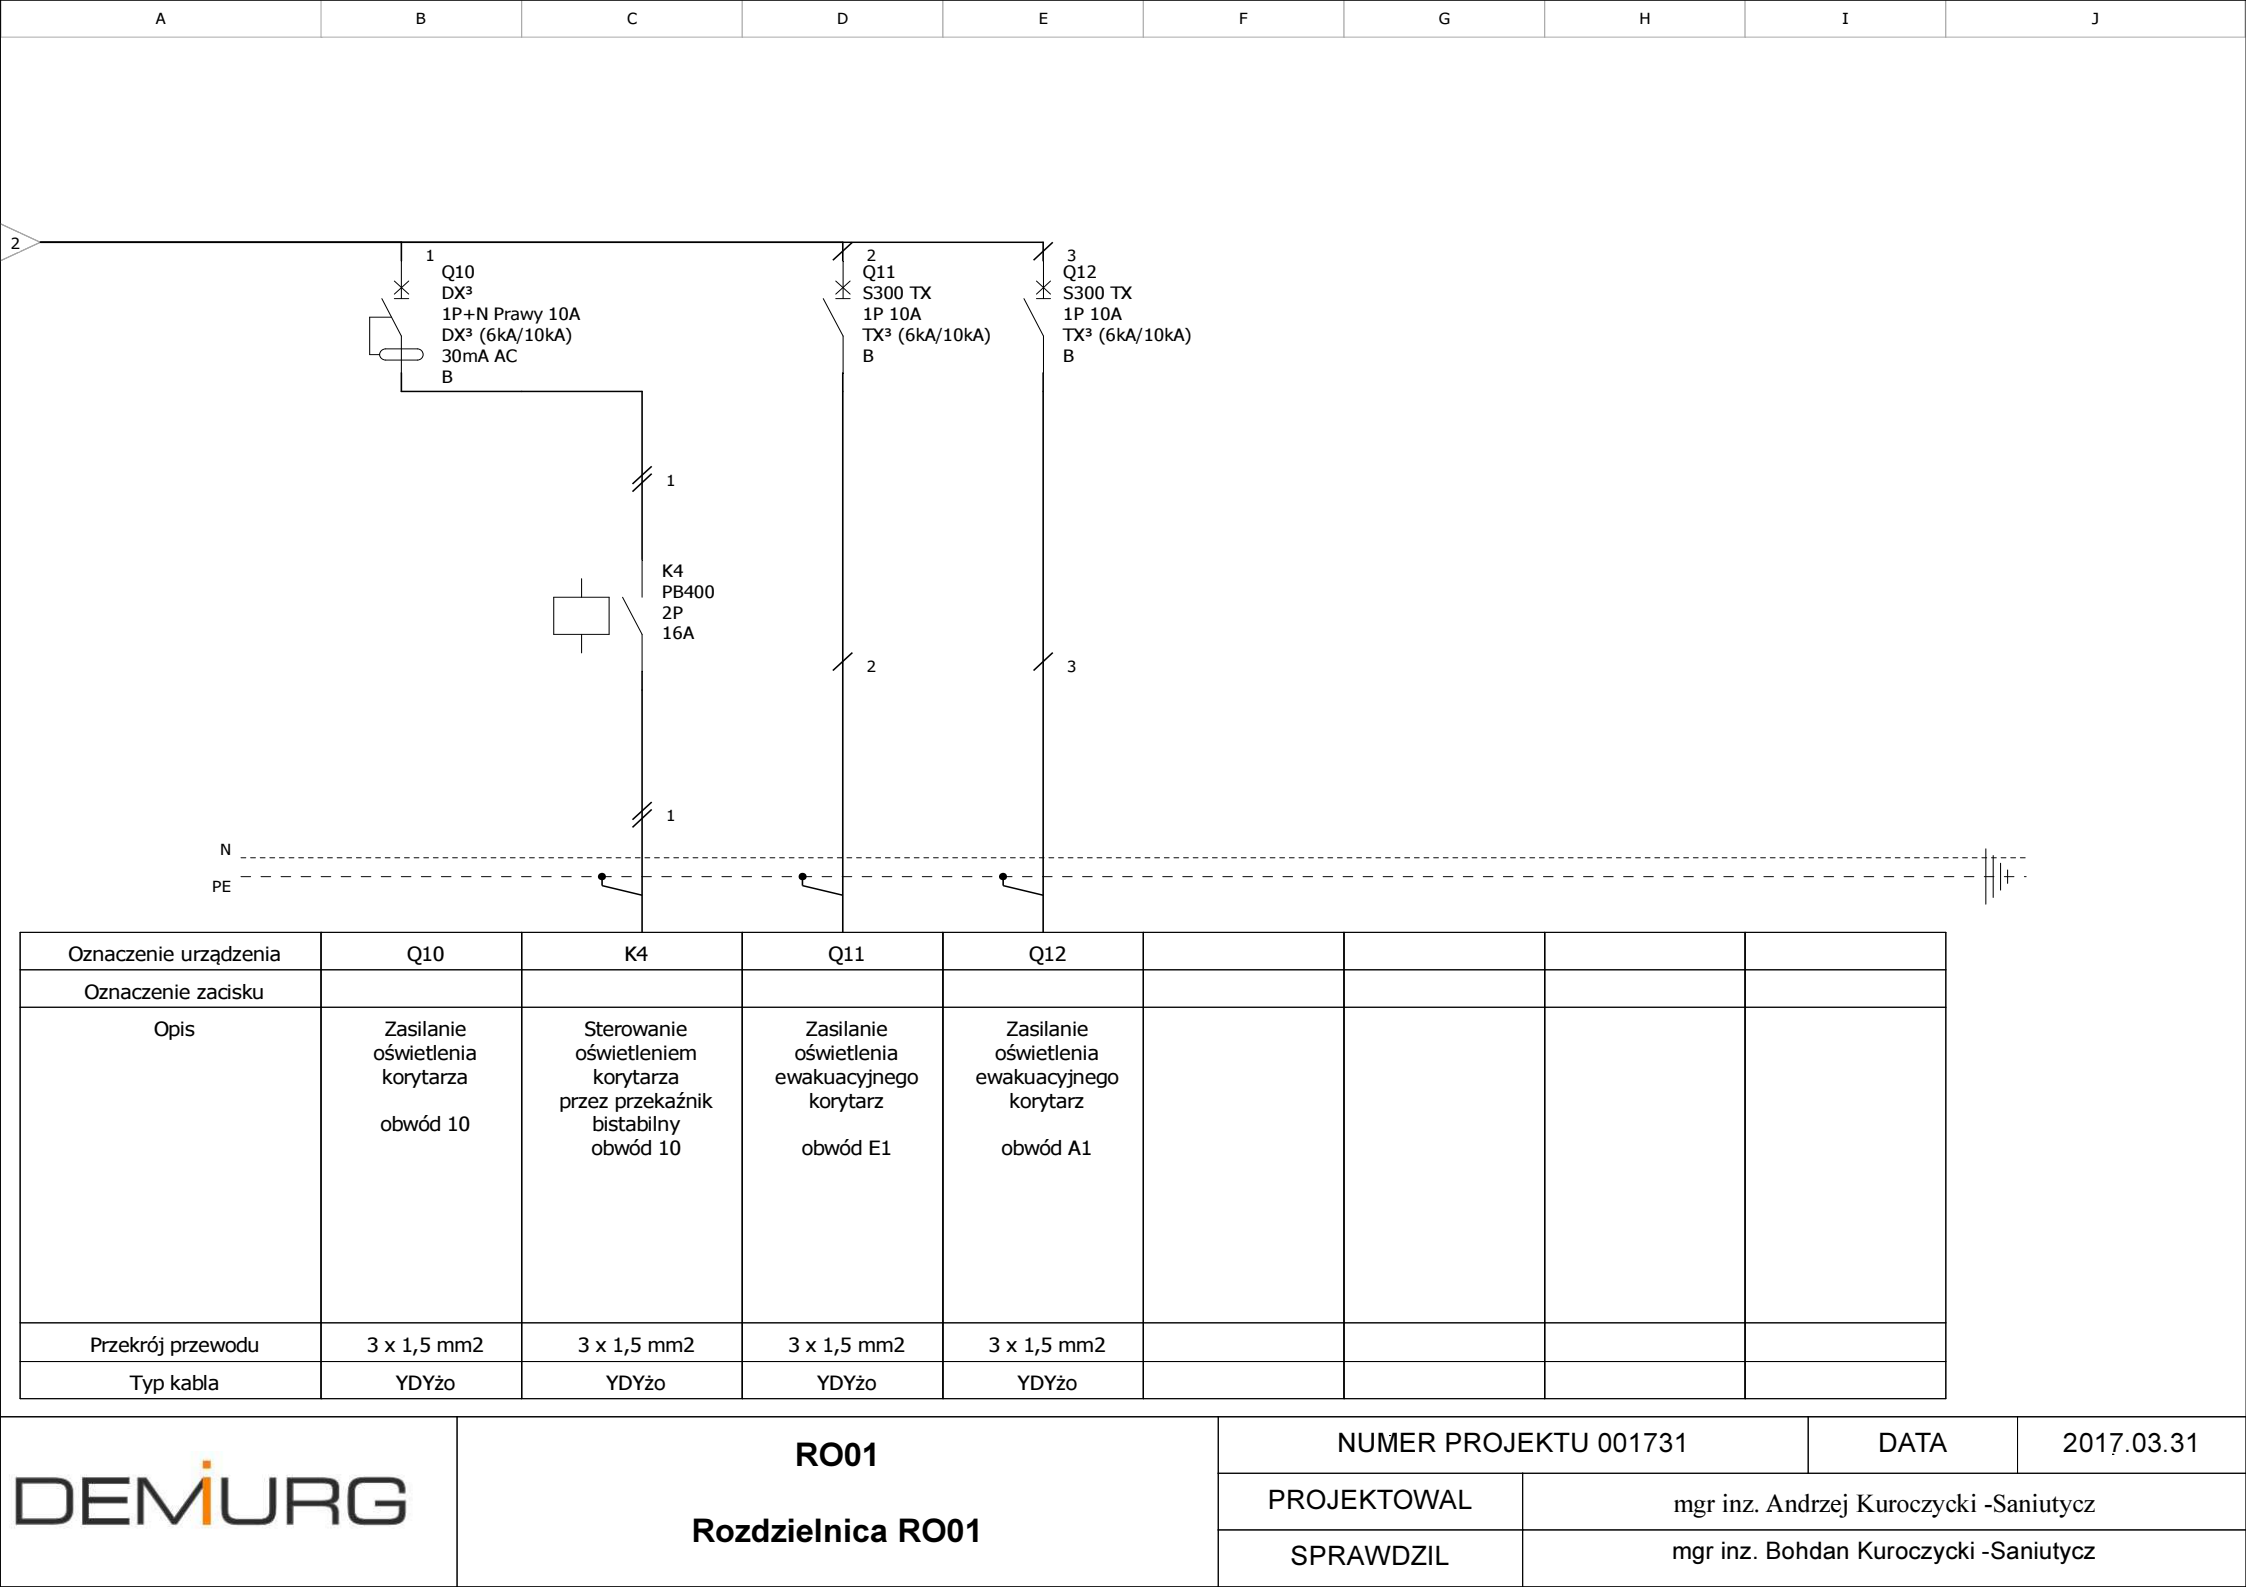 A B C D E F G H I J
2
1
Q10
DX³
1P+N Prawy 10A
DX³ (6kA/10kA)
30mA AC
B
2
Q11
S300 TX
1P 10A
TX³ (6kA/10kA)
B
3
Q12
S300 TX
1P 10A
TX³ (6kA/10kA)
B
1
K4
PB400
2P
16A
2
3
1
N
PE
Oznaczenie urządzenia Q10 K4 Q11 Q12
Oznaczenie zacisku
Opis
Zasilanie
oświetlenia
korytarza
obwód 10
Sterowanie
oświetleniem
korytarza
przez przekaźnik
bistabilny
obwód 10
Zasilanie
oświetlenia
ewakuacyjnego
korytarz
obwód E1
Zasilanie
oświetlenia
ewakuacyjnego
korytarz
obwód A1
Przekrój przewodu 3 x 1,5 mm2 3 x 1,5 mm2 3 x 1,5 mm2 3 x 1,5 mm2
Typ kabla YDYżo YDYżo YDYżo YDYżo
DEMiURG
RO01
Rozdzielnica RO01
NUMER PROJEKTU 001731 DATA 2017.03.31
PROJEKTOWAL mgr inz. Andrzej Kuroczycki -Saniutycz
SPRAWDZIL mgr inz. Bohdan Kuroczycki -Saniutycz